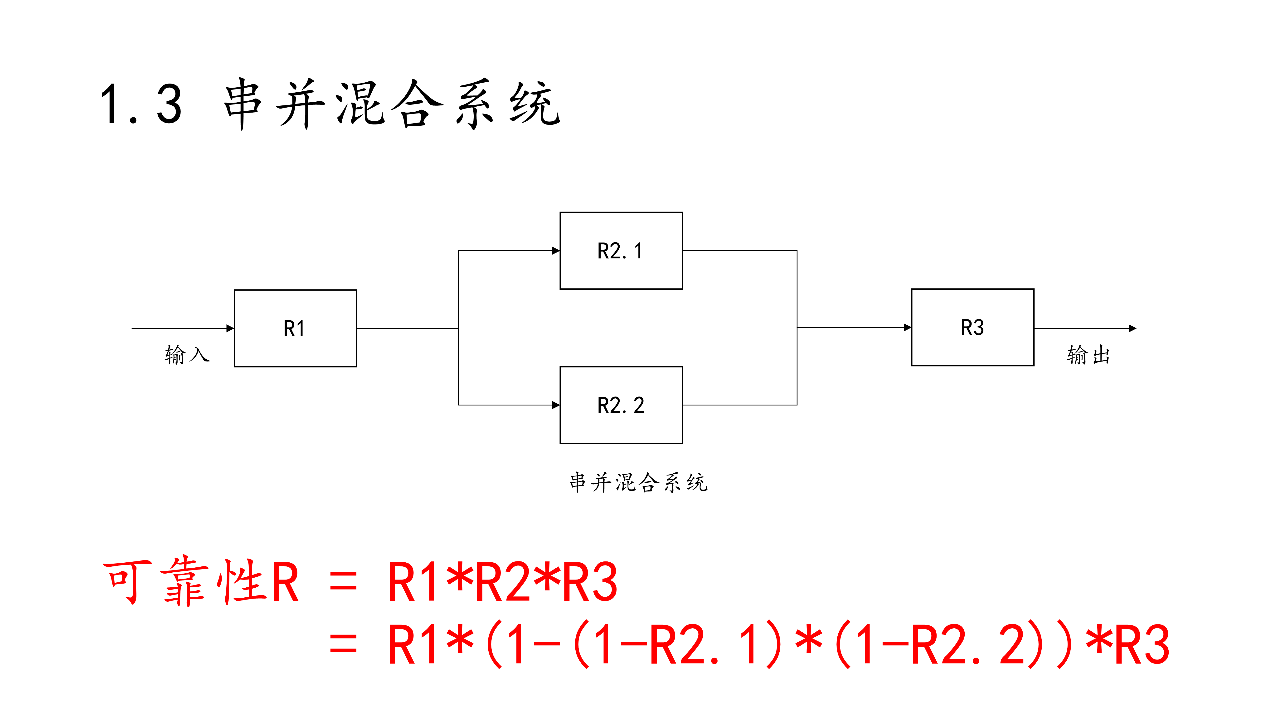 1.3 串并混合系统
R2.1
R1
R3
输入
输出
R2.2
串并混合系统
可靠性R = R1*R2*R3
= R1*(1-(1-R2.1)*(1-R2.2))*R3